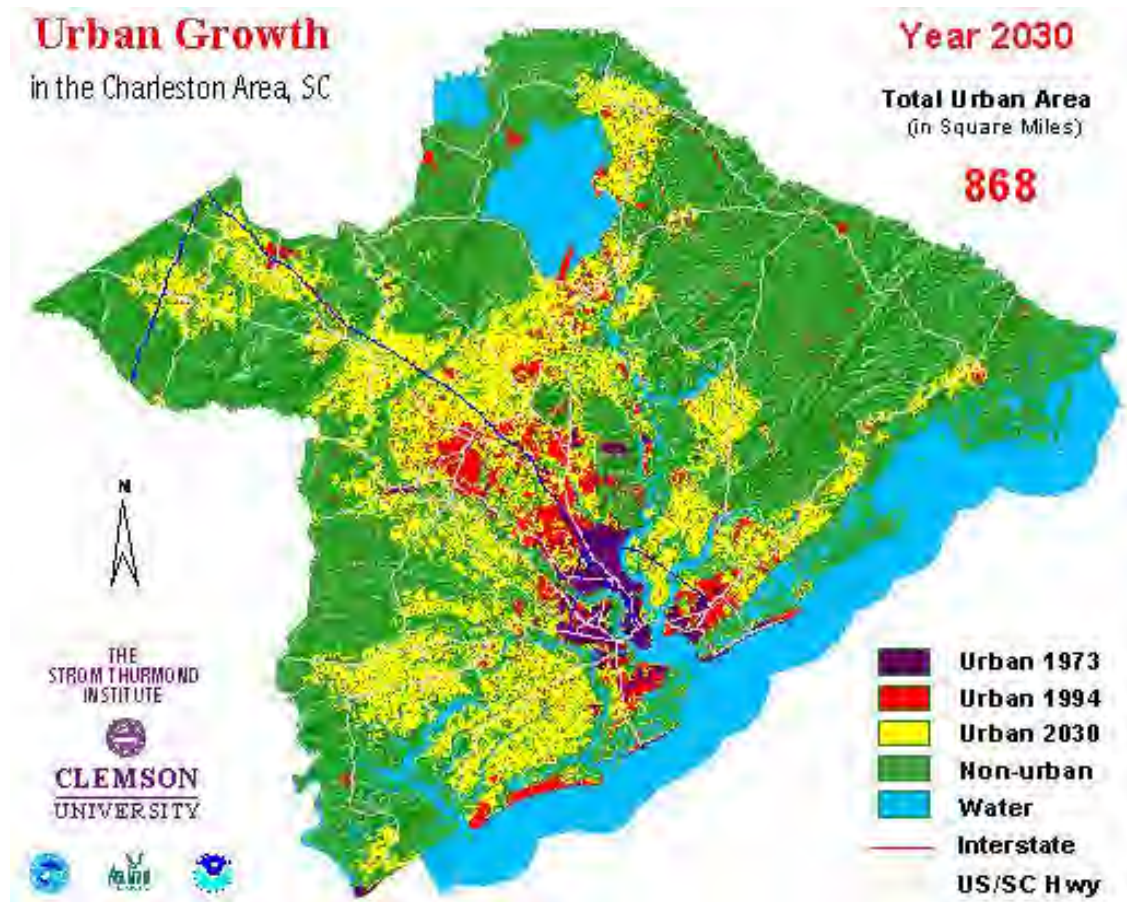 Urban Growth
in the Charleston Area, SC
Year 2030
Total Urban Area
(in Square Miles)
868
N
THE
STROM THURMOND
INSTITUTE
CLEMSON
UNIVERSITY
Urban 1973
Urban 1994
Urban 2030
Non-urban
Water
Interstate
US/SC Hwy